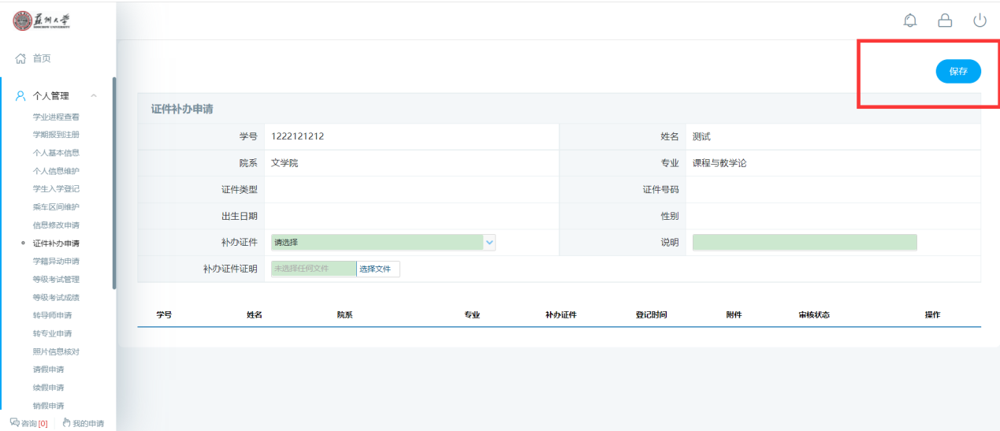 蘇州大學
SOOCHOW UNIVERSITY
首页
个人管理
学业进程查看
学期报到注册
个人基本信息
个人信息维护
学生入学登记
乘车区间维护
信息修改申请
证件补办申请
学籍异动申请
等级考试管理
等级考试成绩
转导师申请
转专业申请
照片信息核对
请假申请
续假申请
销假申请
咨询[0] 我的申请
保存
证件补办申请
学号 1222121212 姓名 测试
院系 文学院 专业 课程与教学论
证件类型 证件号码
出生日期 性别
补办证件 请选择 说明
补办证件证明 未选择任何文件 选择文件
学号 姓名 院系 专业 补办证件 登记时间 附件 审核状态 操作